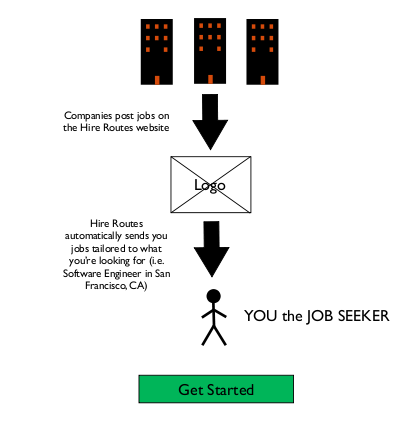 Companies post jobs on
the Hire Routes website
Logo
Hire Routes
automatically sends you
jobs tailored to what
you're looking for (i.e.
Software Engineer in San
Francisco, CA)
YOU the JOB SEEKER
Get Started